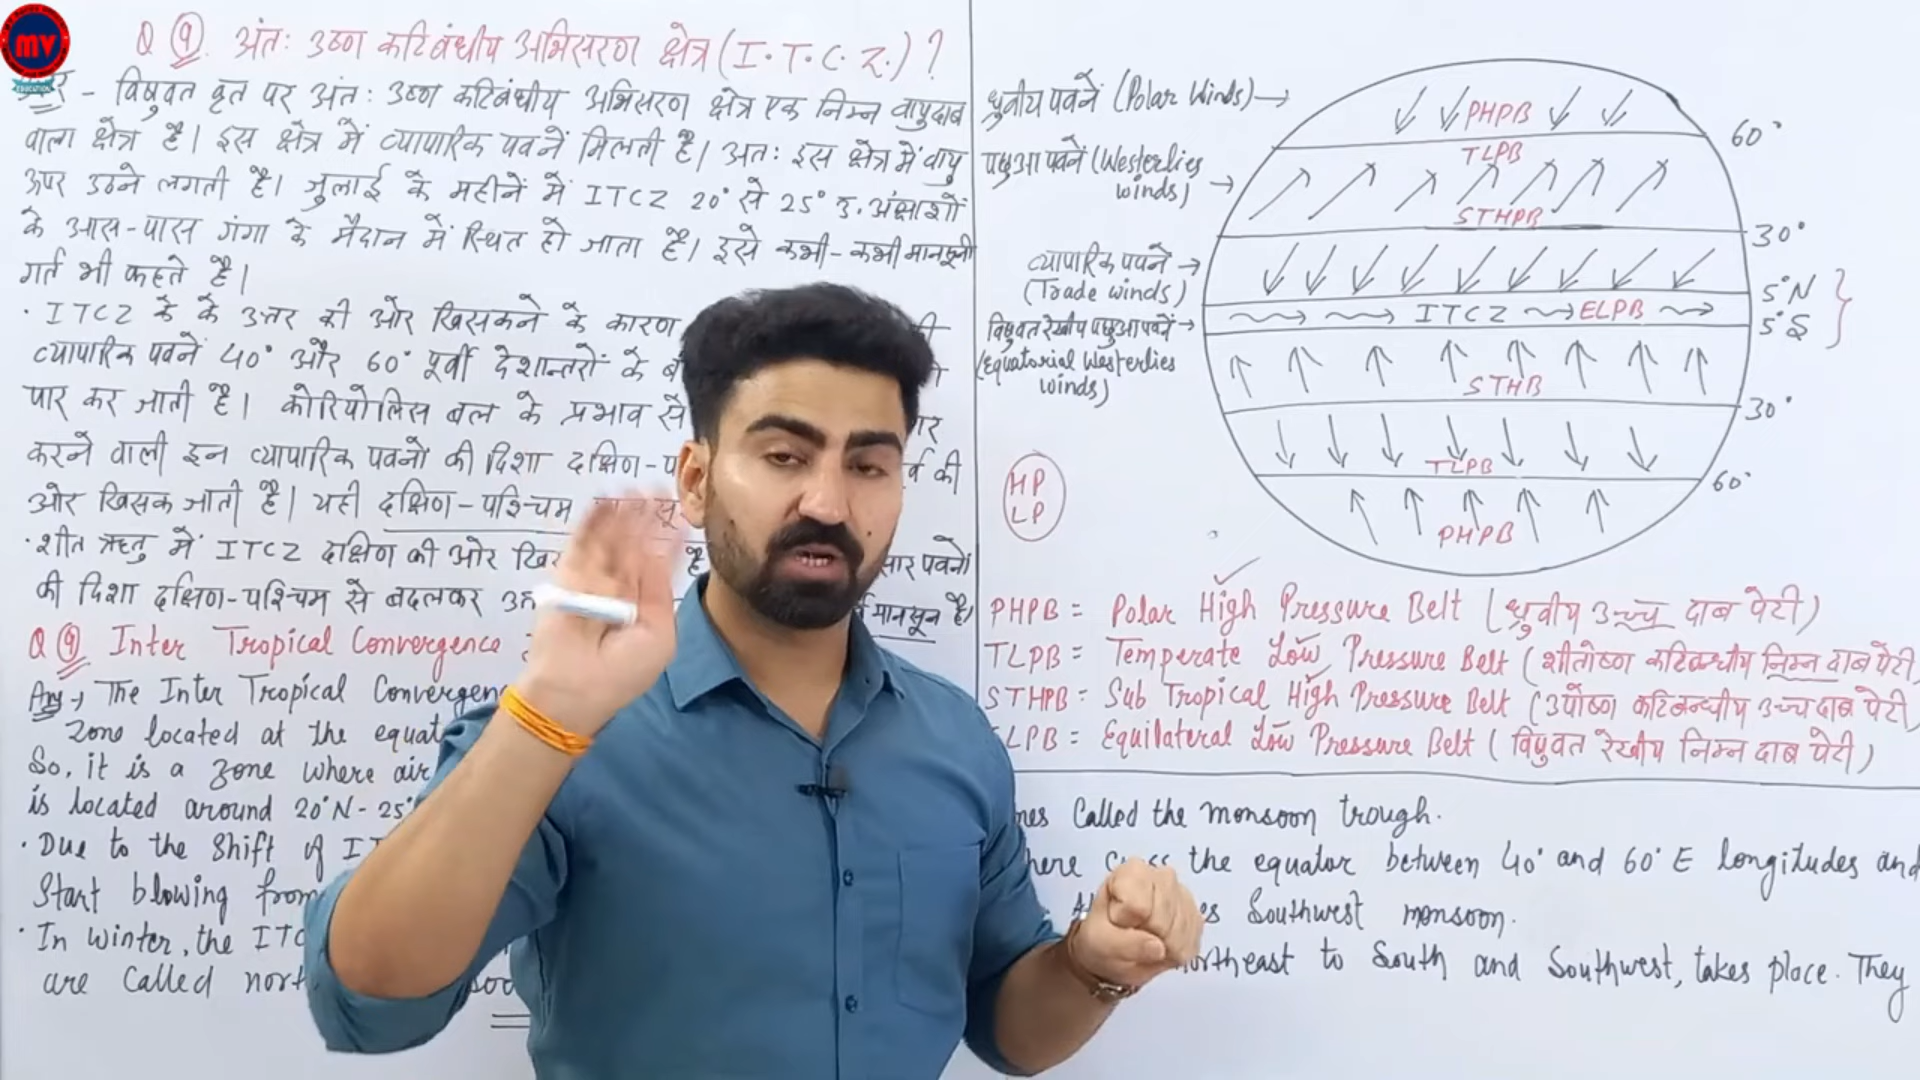 MV
EDUCATION
Q 9. अंतः उष्ण कटिबंधीय अभिसरण क्षेत्र (I.T.C.Z.)?
- विषुवत वृत पर अंतः उष्ण कटिबंधीय अभिसरण क्षेत्र एक निम्न वायुदाब
वाला क्षेत्र है। इस क्षेत्र में व्यापारिक पवनें मिलती है। अतः इस क्षेत्र में वायु
ऊपर उठने लगती है। जुलाई के महीनें में ITCZ 20° से 25° उ. अंक्षाशों
के आस-पास गंगा के मैदान में स्थित हो जाता है। इसे कभी-कभी मानसूनी
गर्त भी कहते है।
· ITCZ के के उत्तर की ओर खिसकने के कारण
व्यापारिक पवनें 40° और 60° पूर्वी देशान्तरों के
पार कर जाती है। कोरियोलिस बल के प्रभाव से
करने वाली इन व्यापारिक पवनों की दिशा दक्षिण- की
ओर खिसक जाती है। यही दक्षिण-पश्चिम
· शीत ऋतु में ITCZ दक्षिण की ओर है पवनों
की दिशा दक्षिण-पश्चिम से बदलकर मानसून है।
Q 9 Inter Tropical Convergence
Ans → The Inter Tropical
Zone located at the
So, it is a zone where air
is located around 20°N-25° called the monsoon trough.
· Due to the Shift of the equator between 40° and 60° E longitudes and
Start blowing from Southwest monsoon.
· In winter, the to South and Southwest, takes place. They
are called
ध्रुवीय पवनें (Polar Winds) →
PHPB
60°
TLPB
पछुआ पवनें (Westerlies
winds) →
STHPB
30°
व्यापारिक पवनें →
(Trade winds)
5°N
ITCZ → ELPB
5°S
विषुवत रेखीय पछुआ पवनें →
(Equatorial Westerlies
winds)
STHB
30°
TLPB
60°
HP
LP
PHPB
PHPB = Polar High Pressure Belt (ध्रुवीय उच्च दाब पेटी)
TLPB = Temperate Low Pressure Belt (शीतोष्ण कटिबन्धीय निम्न दाब पेटी
STHPB = Sub Tropical High Pressure Belt (उपोष्ण कटिबन्धीय उच्च दाब पेटी
LPB = Equilateral Low Pressure Belt (विषुवत रेखीय निम्न दाब पेटी)